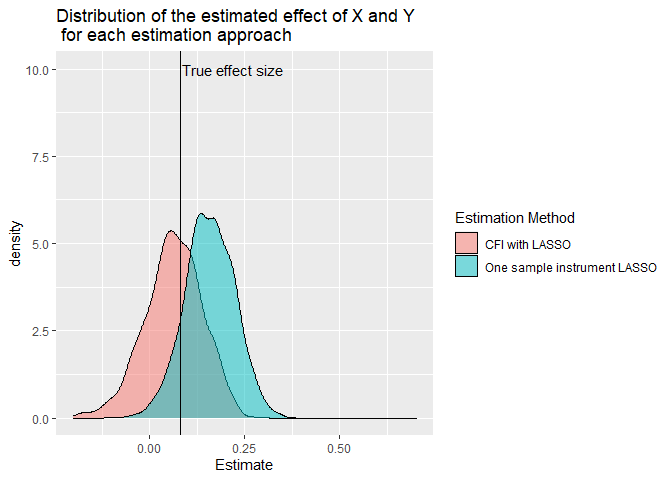 Distribution of the estimated effect of X and Y
for each estimation approach
10.0
7.5
5.0
2.5
0.0
density
True effect size
0.00 0.25 0.50
Estimate
Estimation Method
CFI with LASSO
One sample instrument LASSO